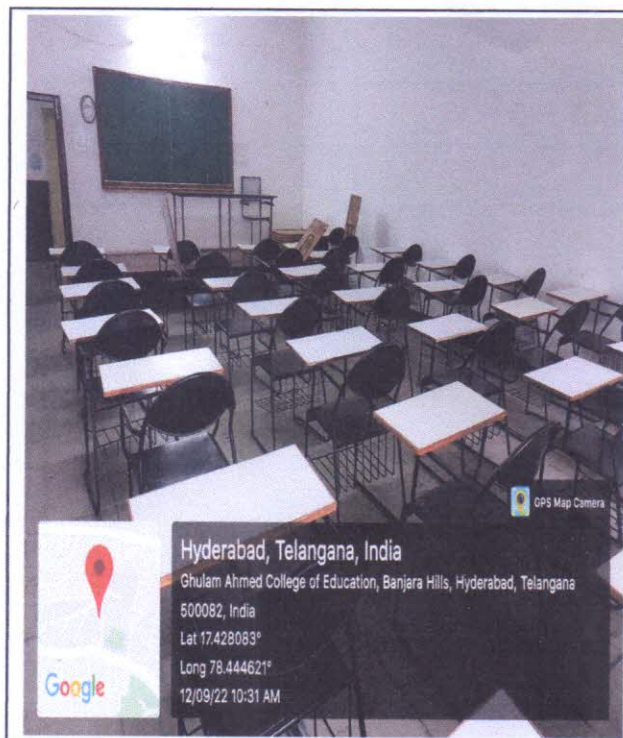 GPS Map Camera
Hyderabad, Telangana, India
Ghulam Ahmed College of Education, Banjara Hills, Hyderabad, Telangana
500082, India
Lat 17.428083°
Long 78.444621°
12/09/22 10:31 AM
Google